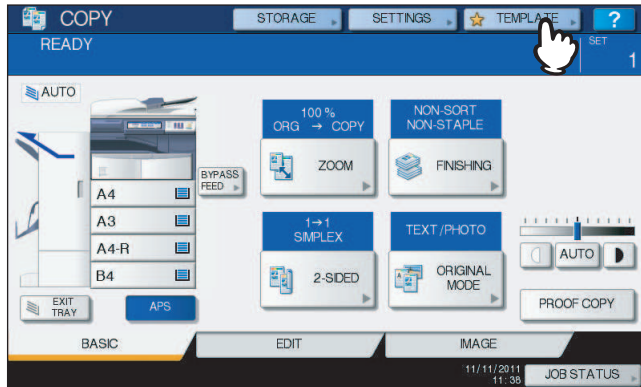 COPY
STORAGE
SETTINGS
TEMPLATE
?
READY
SET
1
AUTO
100 %
ORG → COPY
NON-SORT
NON-STAPLE
ZOOM
FINISHING
BYPASS
FEED
A4
A3
A4-R
B4
1→1
SIMPLEX
TEXT/PHOTO
2-SIDED
ORIGINAL
MODE
AUTO
EXIT
TRAY
APS
PROOF COPY
BASIC
EDIT
IMAGE
11/11/2011
11:38
JOB STATUS